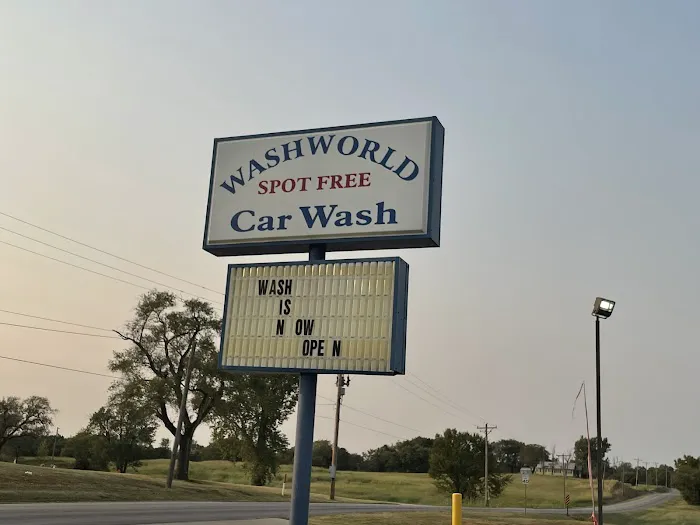 WASHWORLD
SPOT FREE
Car Wash
WASH
IS
N OW
OPE N